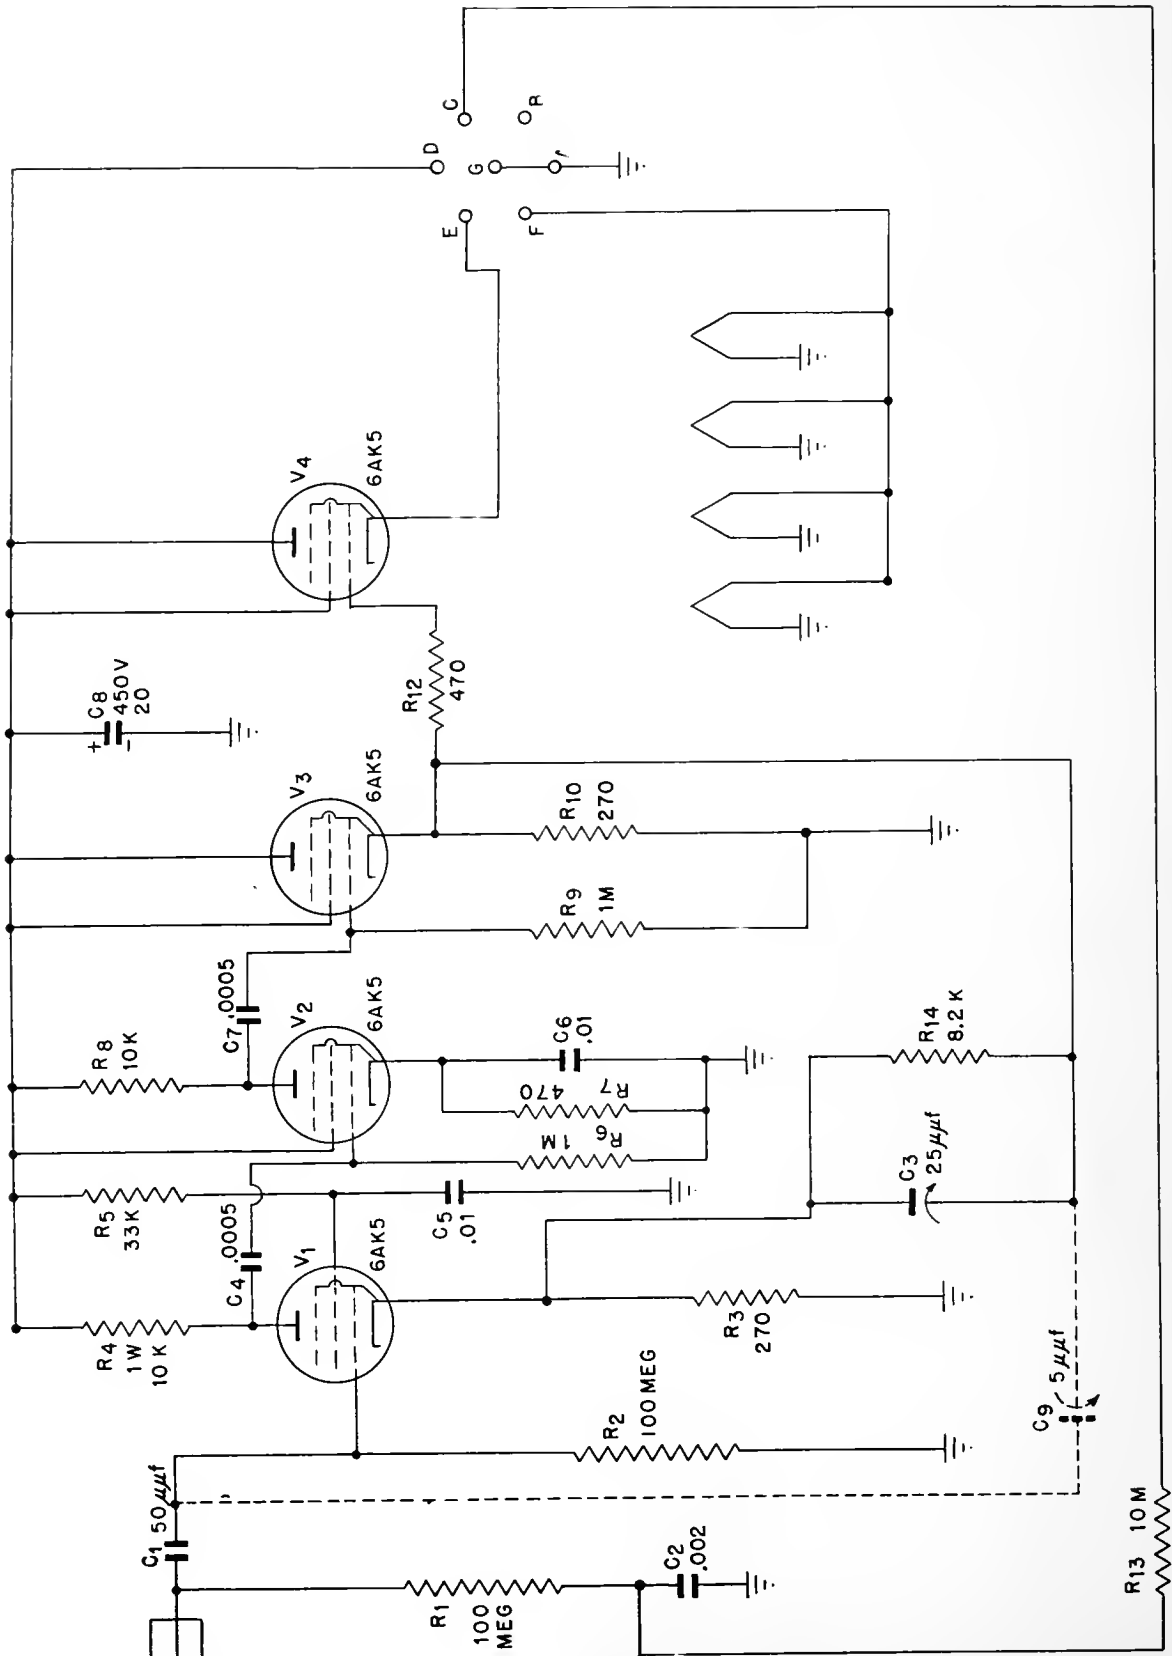 C1 50µµf
R1
100
MEG
C2
.002
R13 10 M
R2
100 MEG
C9 5µµf
R4
1W
10 K
C4 .0005
V1
6AK5
R3
270
R5
33K
C5
.01
C3
25µµf
R14
8.2 K
R6
1M
R7
470
C6
.01
R8
10K
C7 .0005
V2
6AK5
R9
1M
R10
270
V3
6AK5
C8
450V
20
+
-
R12
470
V4
6AK5
E
D
C
G
F